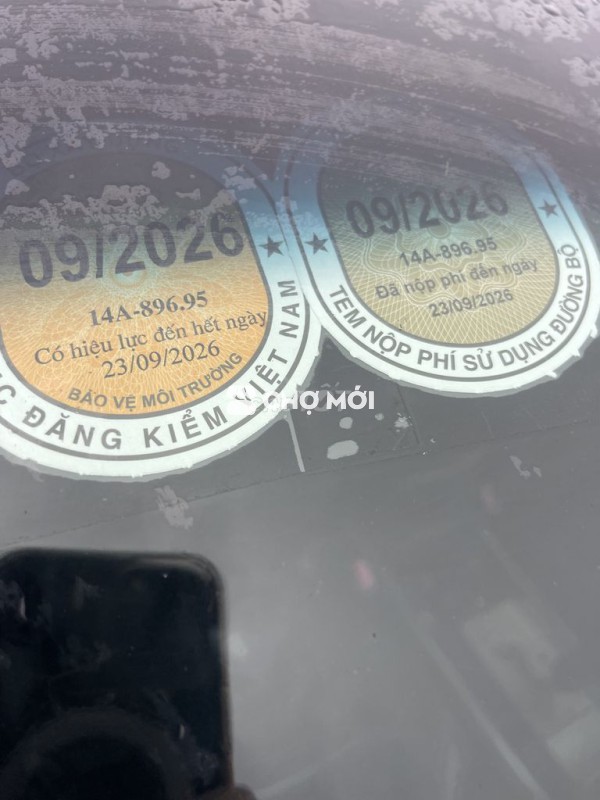 09/2026
14A-896.95
Có hiệu lực đến hết ngày
23/09/2026
BẢO VỆ MÔI TRƯỜNG
ĐĂNG KIỂM VIỆT NAM
09/2026
14A-896.95
Đã nộp phí đến ngày
23/09/2026
TEM NỘP PHÍ SỬ DỤNG ĐƯỜNG BỘ
CHỢ MỚI